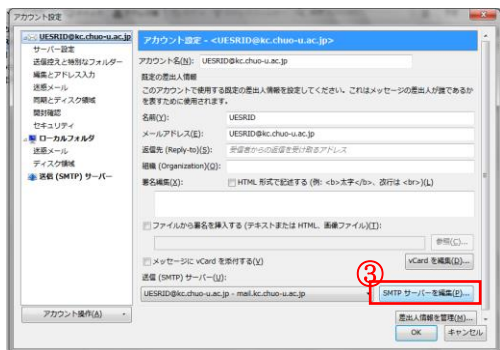 アカウント設定
UESRID@kc.chuo-u.ac.jp
サーバー設定
送信控えと特別なフォルダー
編集とアドレス入力
迷惑メール
同期とディスク領域
開封確認
セキュリティ
ローカルフォルダ
迷惑メール
ディスク領域
送信 (SMTP) サーバー
アカウント操作(A)
アカウント設定 - <UESRID@kc.chuo-u.ac.jp>
アカウント名(N): UESRID@kc.chuo-u.ac.jp
既定の差出人情報
このアカウントで使用する既定の差出人情報を設定してください。これはメッセージの差出人が誰であるか
を表すために使用されます。
名前(Y): UESRID
メールアドレス(E): UESRID@kc.chuo-u.ac.jp
返信先 (Reply-to)(S): 受信者からの返信を受け取るアドレス
組織 (Organization)(O):
署名編集(X): HTML 形式で記述する (例: <b>太字</b>、改行は <br>)(L)
ファイルから署名を挿入する (テキストまたは HTML、画像ファイル)(T):
参照(C)...
メッセージに vCard を添付する(V) vCard を編集(D)...
送信 (SMTP) サーバー(U): ③
UESRID@kc.chuo-u.ac.jp - mail.kc.chuo-u.ac.jp SMTP サーバーを編集(P)...
差出人情報を管理(M)...
OK キャンセル